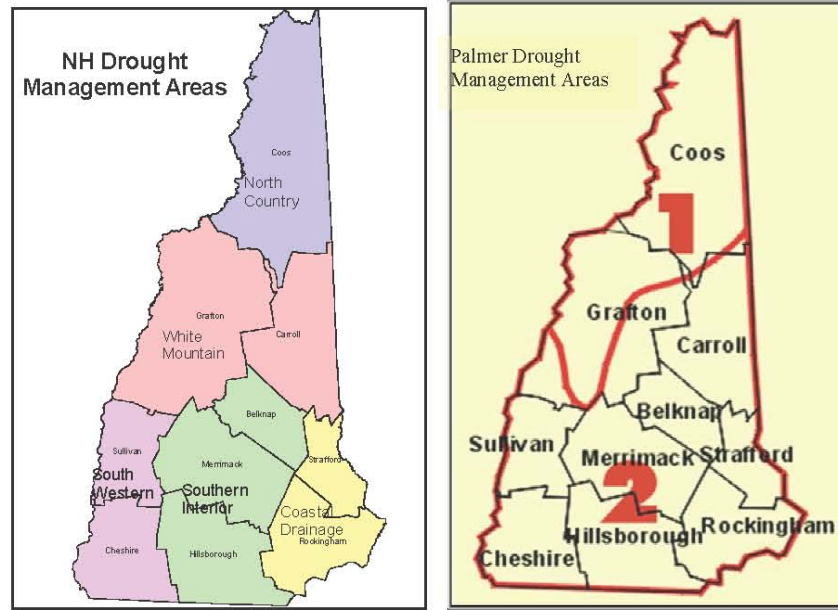 NH Drought
Management Areas
Coos
North
Country
Grafton
White
Mountain
Carroll
Belknap
Sullivan
South
Western
Merrimack
Southern
Interior
Strafford
Coastal
Drainage
Rockingham
Cheshire
Hillsborough
Palmer Drought
Management Areas
Coos
1
Grafton
Carroll
Belknap
Sullivan
Merrimack
Strafford
2
Rockingham
Hillsborough
Cheshire